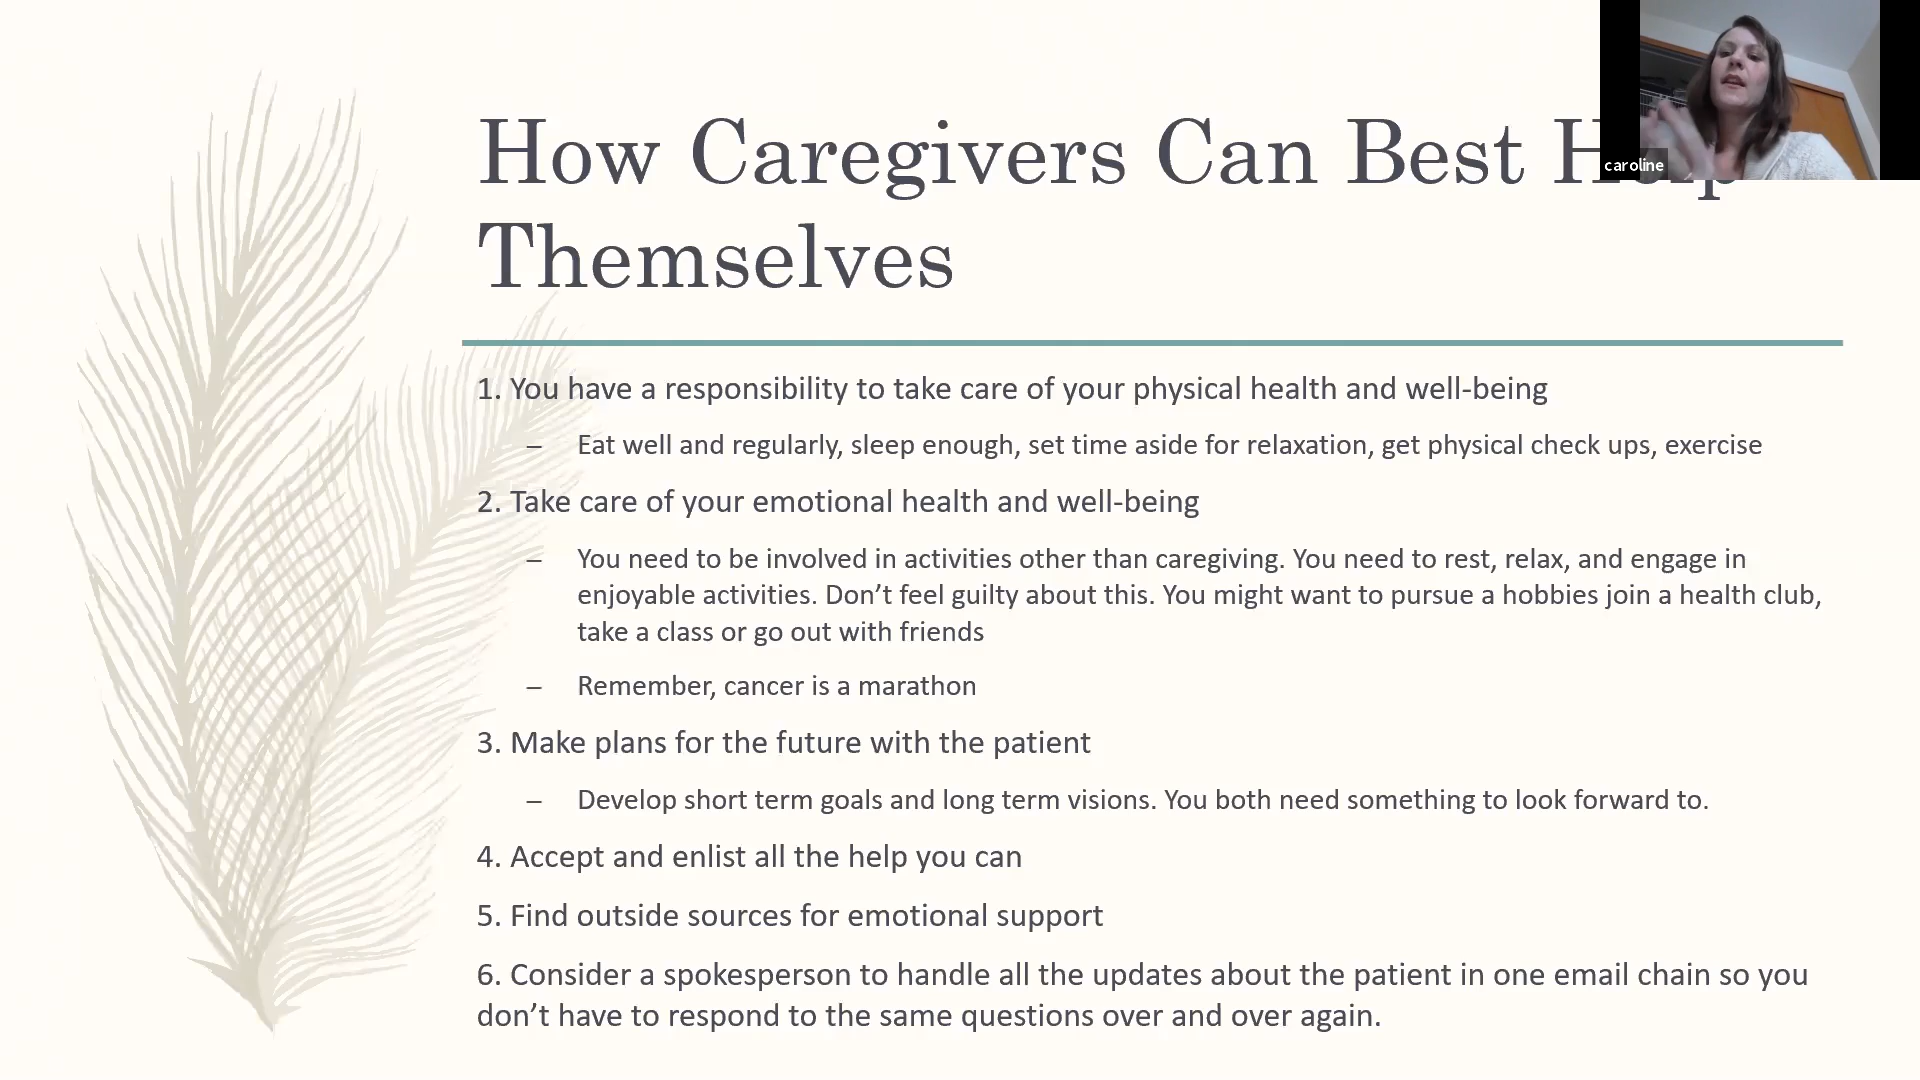 How Caregivers Can Best Help
Themselves
caroline
1. You have a responsibility to take care of your physical health and well-being
– Eat well and regularly, sleep enough, set time aside for relaxation, get physical check ups, exercise
2. Take care of your emotional health and well-being
– You need to be involved in activities other than caregiving. You need to rest, relax, and engage in
enjoyable activities. Don’t feel guilty about this. You might want to pursue a hobbies join a health club,
take a class or go out with friends
– Remember, cancer is a marathon
3. Make plans for the future with the patient
– Develop short term goals and long term visions. You both need something to look forward to.
4. Accept and enlist all the help you can
5. Find outside sources for emotional support
6. Consider a spokesperson to handle all the updates about the patient in one email chain so you
don’t have to respond to the same questions over and over again.